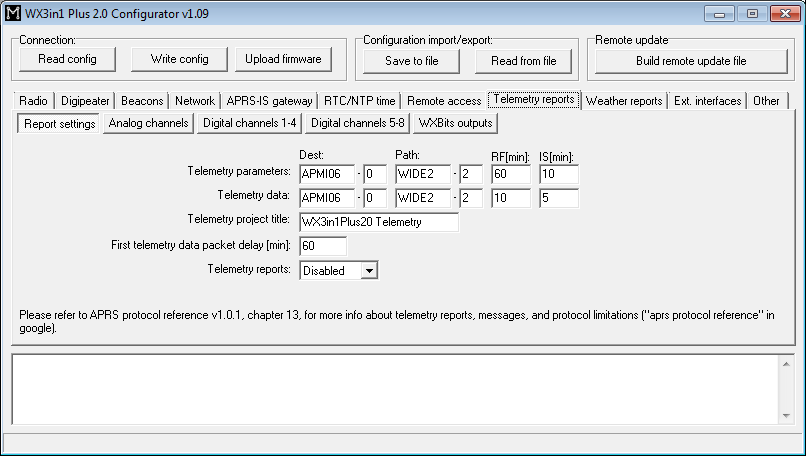 WX3in1 Plus 2.0 Configurator v1.09
Connection: Configuration import/export: Remote update
Read config Write config Upload firmware Save to file Read from file Build remote update file
Radio Digipeater Beacons Network APRS-IS gateway RTC/NTP time Remote access Telemetry reports Weather reports Ext. interfaces Other
Report settings Analog channels Digital channels 1-4 Digital channels 5-8 WXBits outputs
Dest: Path: RF[min]: IS[min]:
Telemetry parameters: APMI06 - 0 WIDE2 - 2 60 10
Telemetry data: APMI06 - 0 WIDE2 - 2 10 5
Telemetry project title: WX3in1Plus20 Telemetry
First telemetry data packet delay [min]: 60
Telemetry reports: Disabled
Please refer to APRS protocol reference v1.0.1, chapter 13, for more info about telemetry reports, messages, and protocol limitations ("aprs protocol reference" in
google).